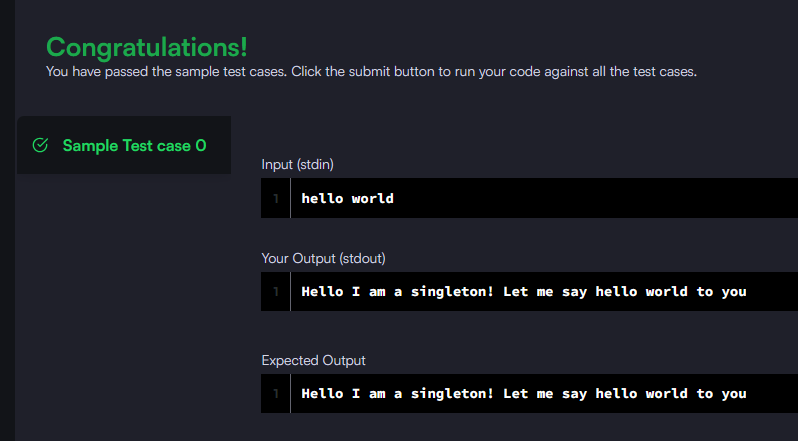 Congratulations!
You have passed the sample test cases. Click the submit button to run your code against all the test cases.
Sample Test case 0
Input (stdin)
1 hello world
Your Output (stdout)
1 Hello I am a singleton! Let me say hello world to you
Expected Output
1 Hello I am a singleton! Let me say hello world to you